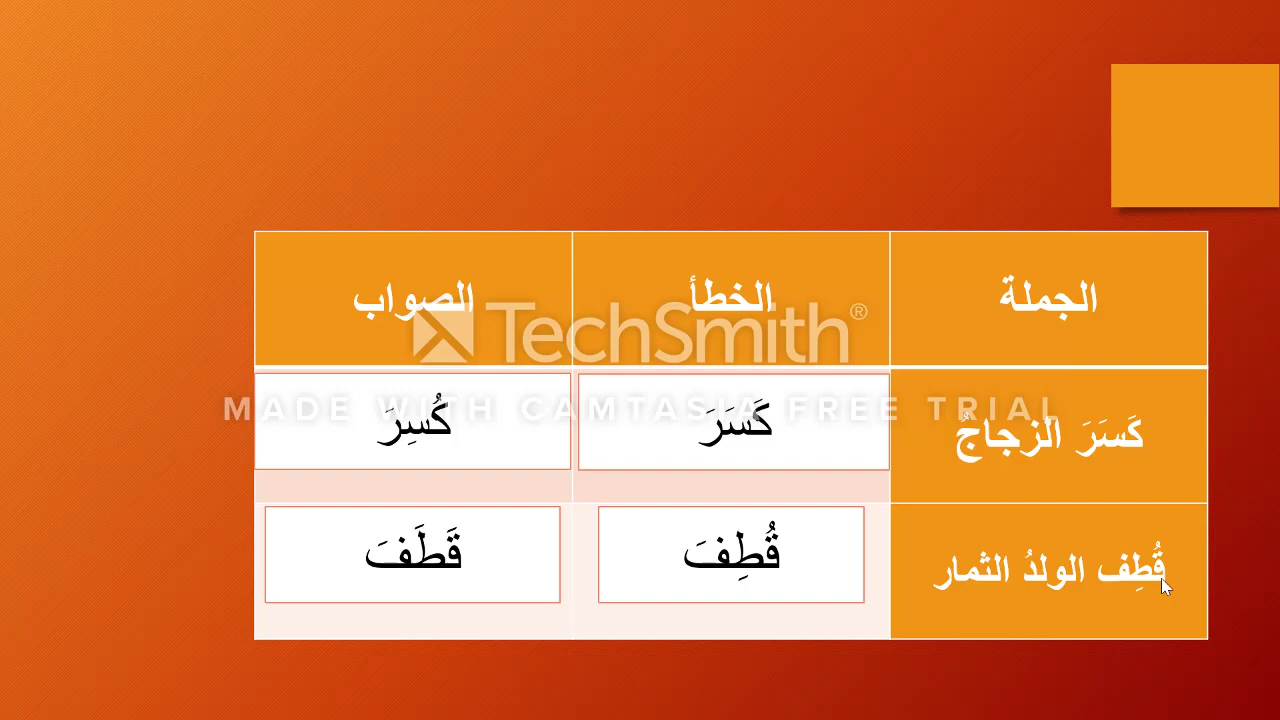 الجملة الخطأ الصواب
TechSmith®
MADE WITH CAMTASIA FREE TRIAL
كَسَرَ الزجاجُ كَسَرَ كُسِرَ
قُطِف الولدُ الثمار قُطِفَ قَطَفَ